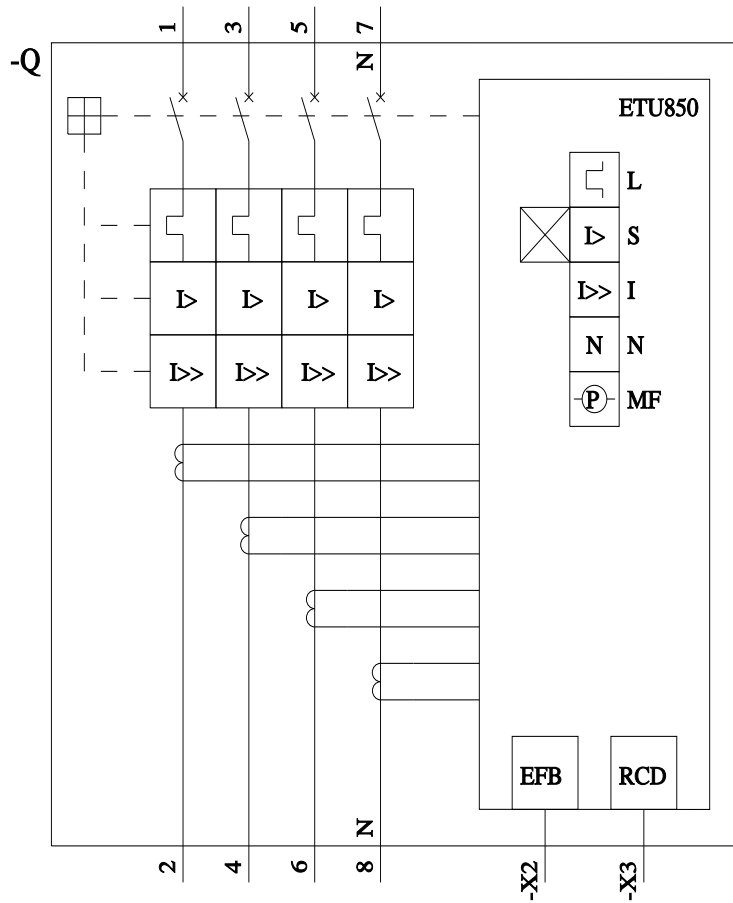 1 3 5 7
-Q N
ETU850
L
I> S
I> I> I> I> I>> I
N N
I>> I>> I>> I>> P MF
EFB RCD
N
2 4 6 8 -X2 -X3